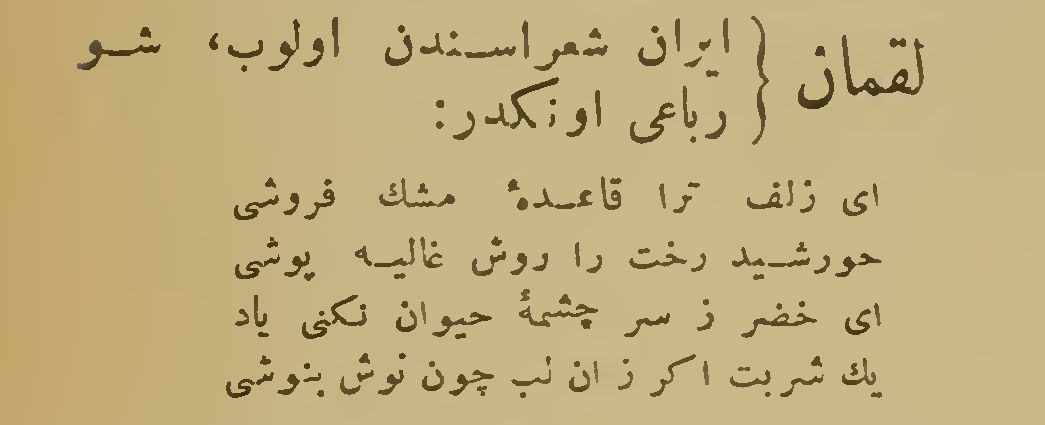 لقمان { ایران شعراسندن اولوب، شو
رباعی اونکدر:
ای زلف ترا قاعدهٔ مشك فروشی
حورشید رخت را روش غالیه پوشی
ای خضر ز سر چشمهٔ حیوان نکنی یاد
یك شربت اکر ز ان لب چون نوش بنوشی